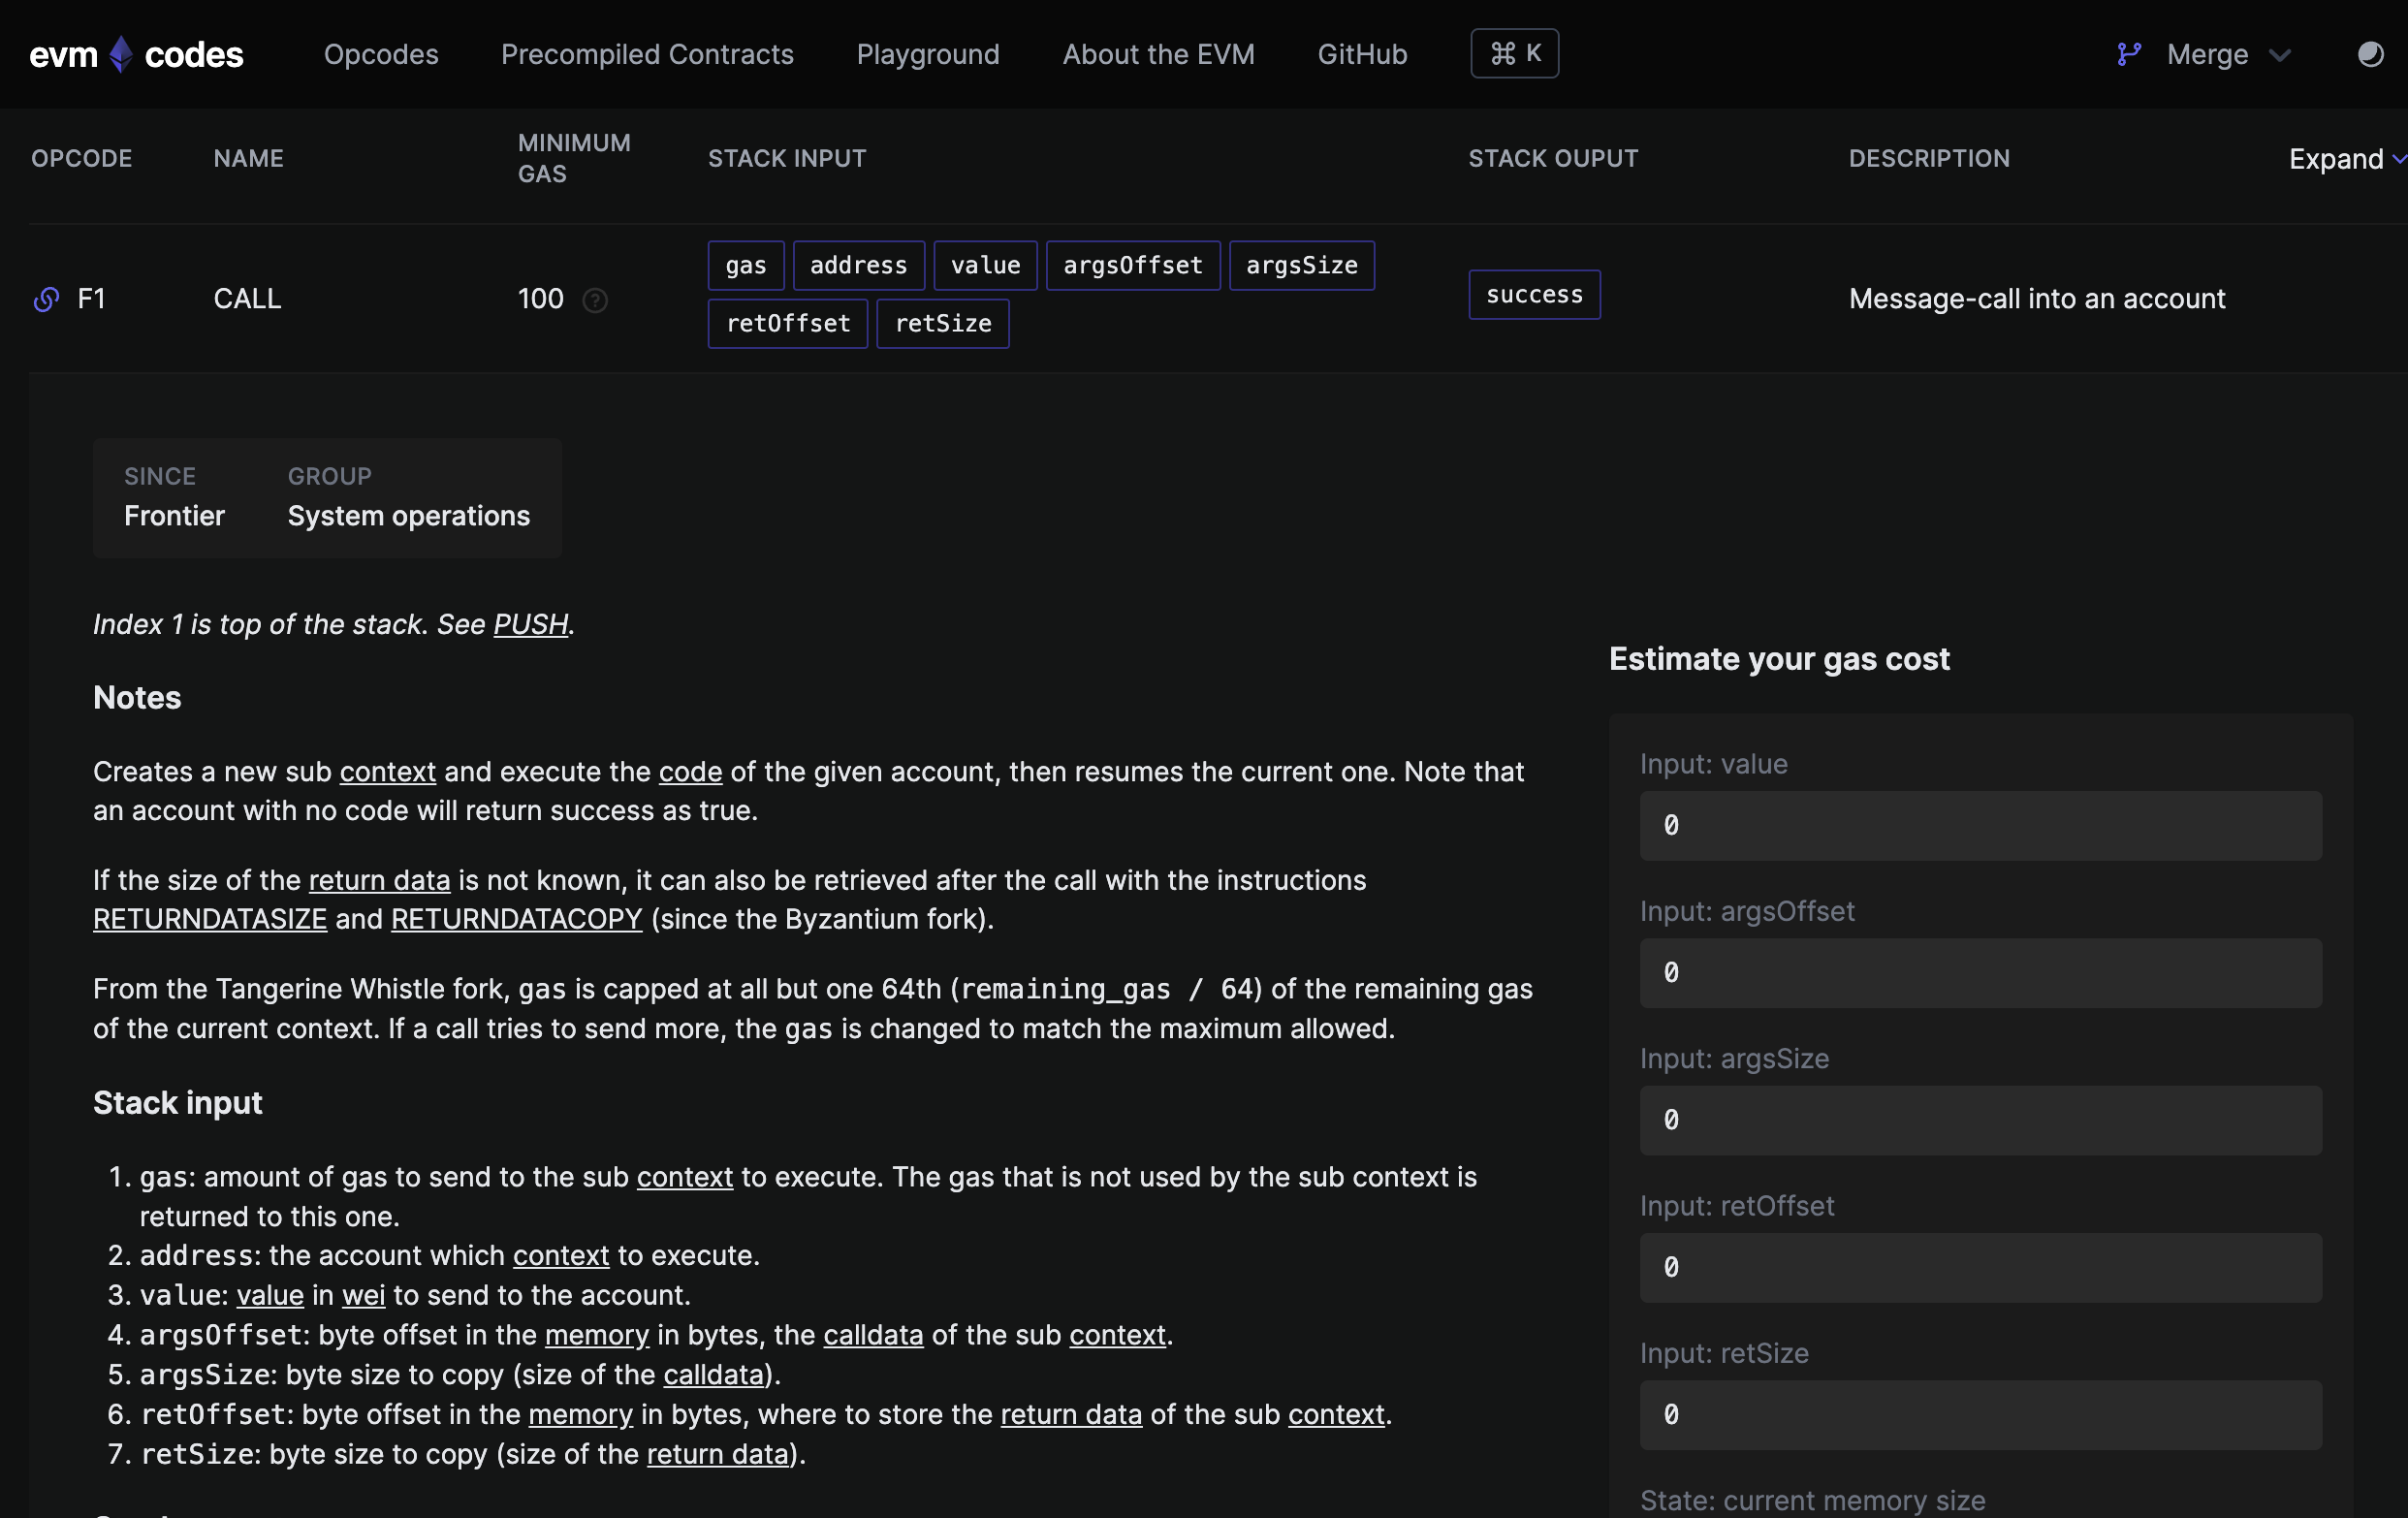 evm codes Opcodes Precompiled Contracts Playground About the EVM GitHub ⌘ K Merge
OPCODE NAME MINIMUM GAS STACK INPUT STACK OUPUT DESCRIPTION Expand
F1 CALL 100 ? gas address value argsOffset argsSize
retOffset retSize success Message-call into an account
SINCE GROUP
Frontier System operations
Index 1 is top of the stack. See PUSH.
Notes
Creates a new sub context and execute the code of the given account, then resumes the current one. Note that
an account with no code will return success as true.
If the size of the return data is not known, it can also be retrieved after the call with the instructions
RETURNDATASIZE and RETURNDATACOPY (since the Byzantium fork).
From the Tangerine Whistle fork, gas is capped at all but one 64th (remaining_gas / 64) of the remaining gas
of the current context. If a call tries to send more, the gas is changed to match the maximum allowed.
Stack input
1. gas: amount of gas to send to the sub context to execute. The gas that is not used by the sub context is
returned to this one.
2. address: the account which context to execute.
3. value: value in wei to send to the account.
4. argsOffset: byte offset in the memory in bytes, the calldata of the sub context.
5. argsSize: byte size to copy (size of the calldata).
6. retOffset: byte offset in the memory in bytes, where to store the return data of the sub context.
7. retSize: byte size to copy (size of the return data).
Estimate your gas cost
Input: value
0
Input: argsOffset
0
Input: argsSize
0
Input: retOffset
0
Input: retSize
0
State: current memory size